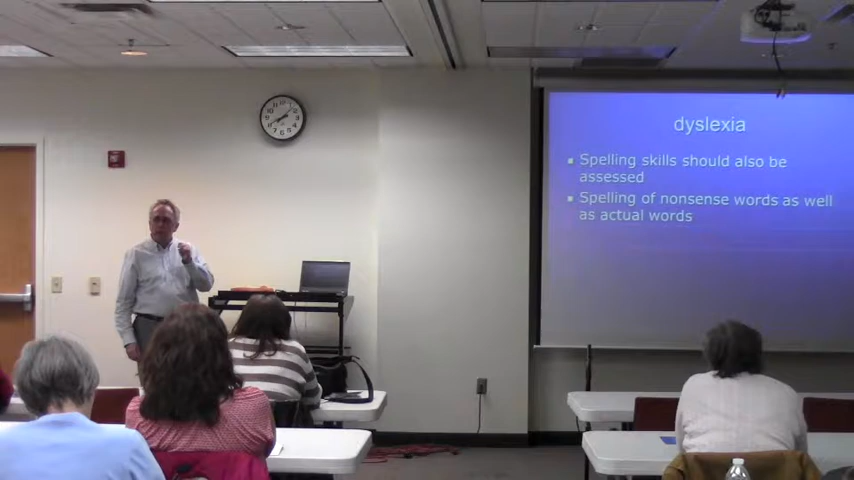 dyslexia
Spelling skills should also be
assessed
Spelling of nonsense words as well
as actual words